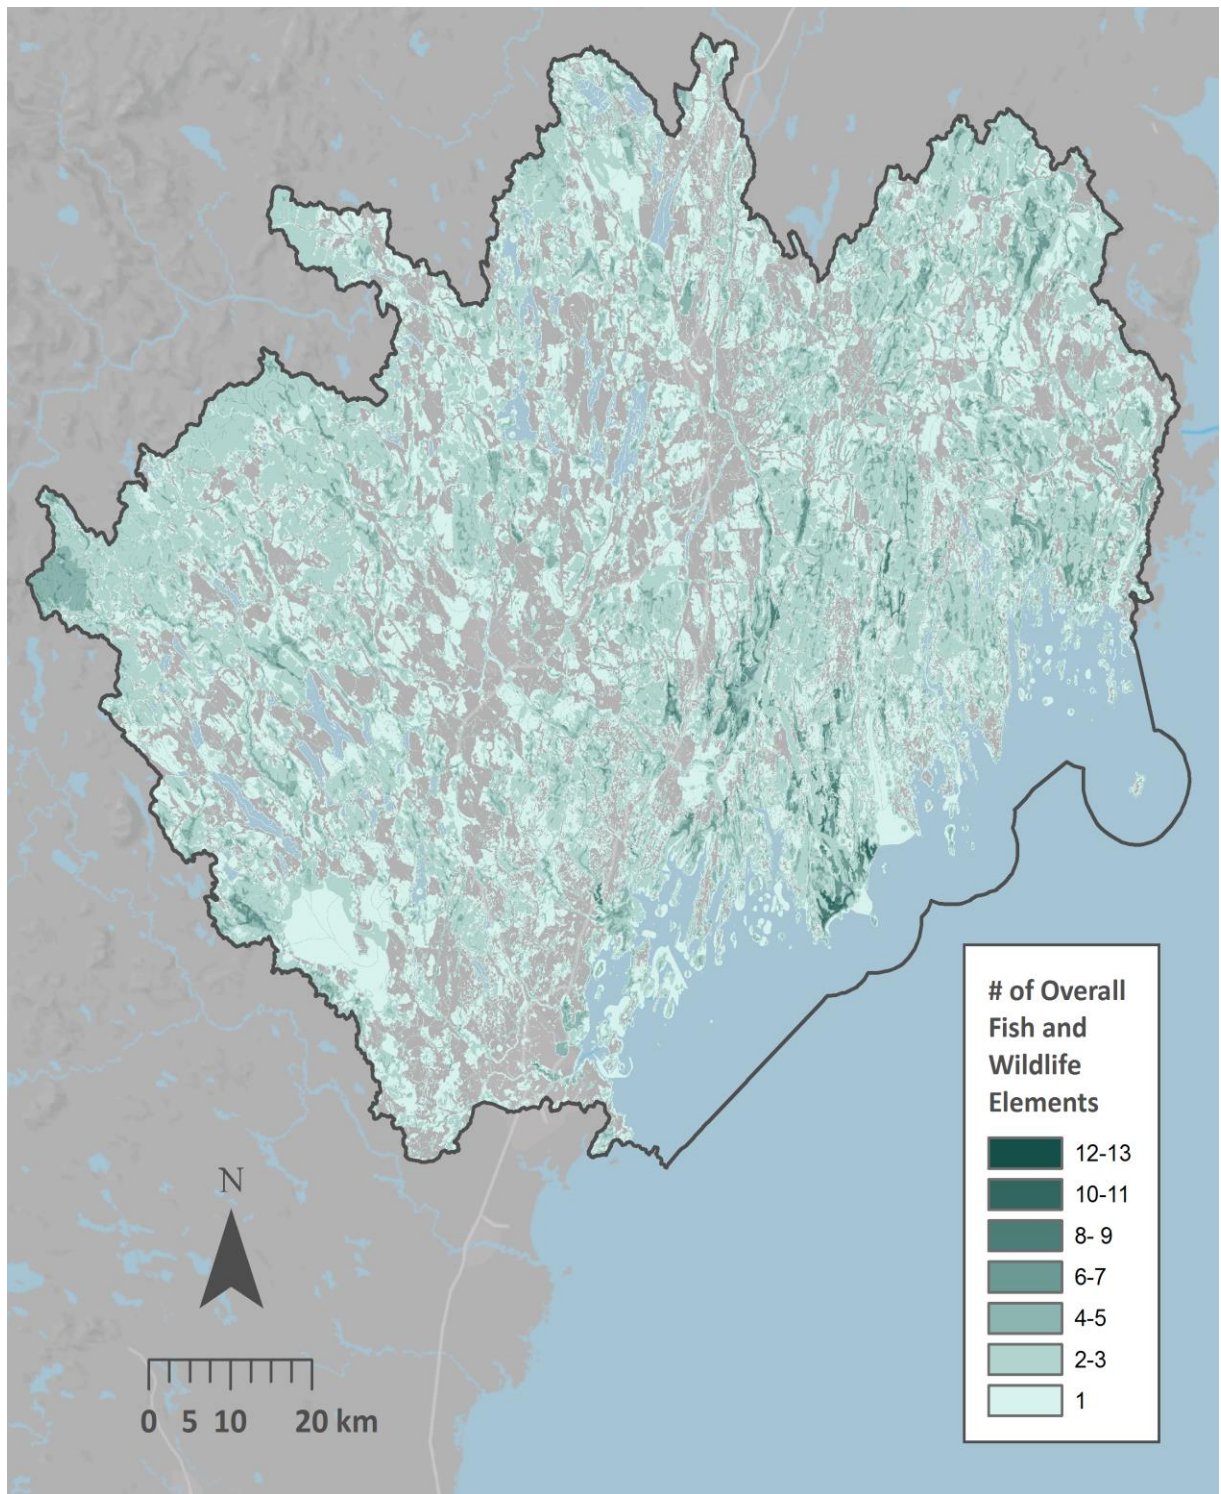 # of Overall
Fish and
Wildlife
Elements
12-13
10-11
8- 9
6-7
4-5
2-3
1
N
0 5 10 20 km